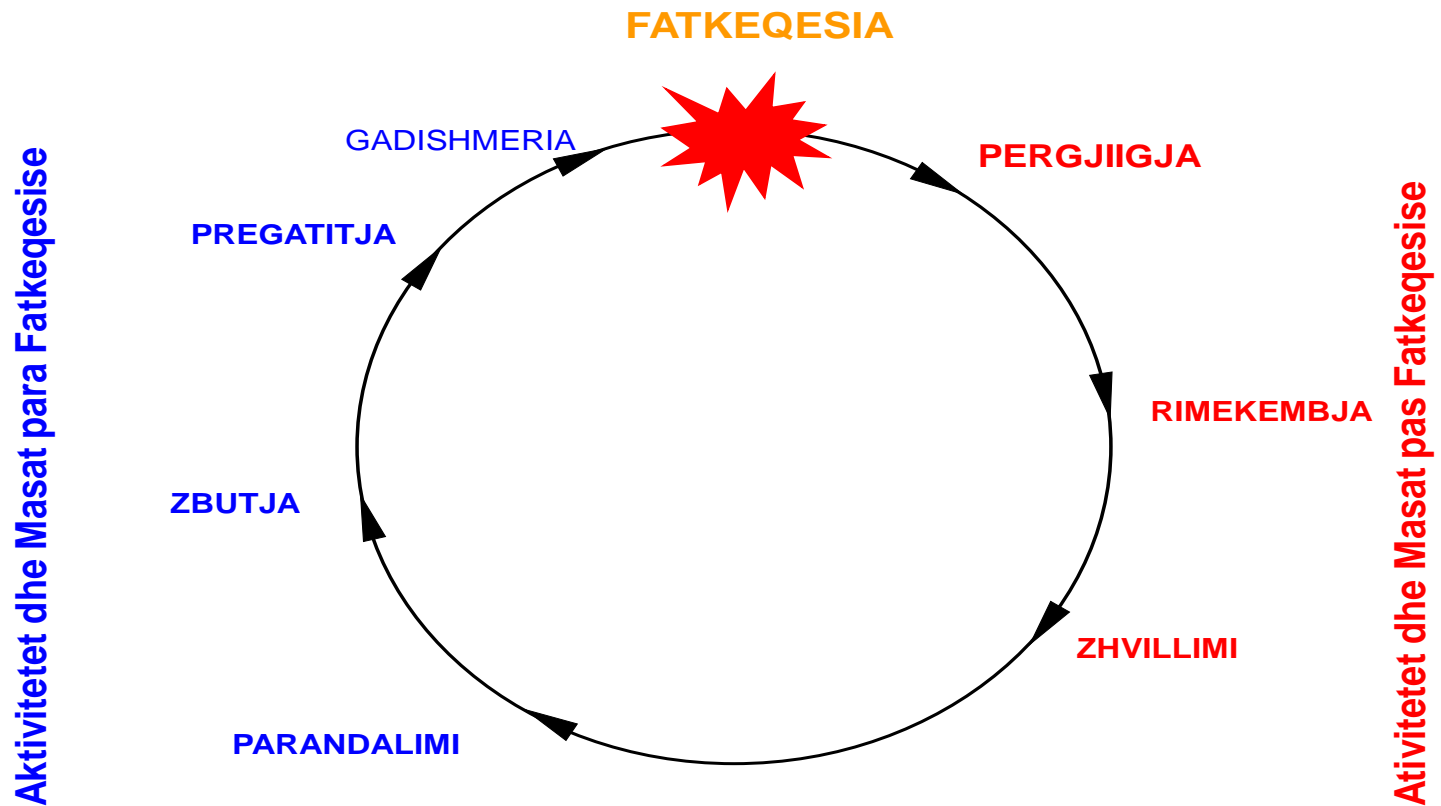 FATKEQESIA
GADISHMERIA
PERGJIIGJA
PREGATITJA
RIMEKEMBJA
ZBUTJA
ZHVILLIMI
PARANDALIMI
Aktivitetet dhe Masat para Fatkeqesise
Ativitetet dhe Masat pas Fatkeqesise